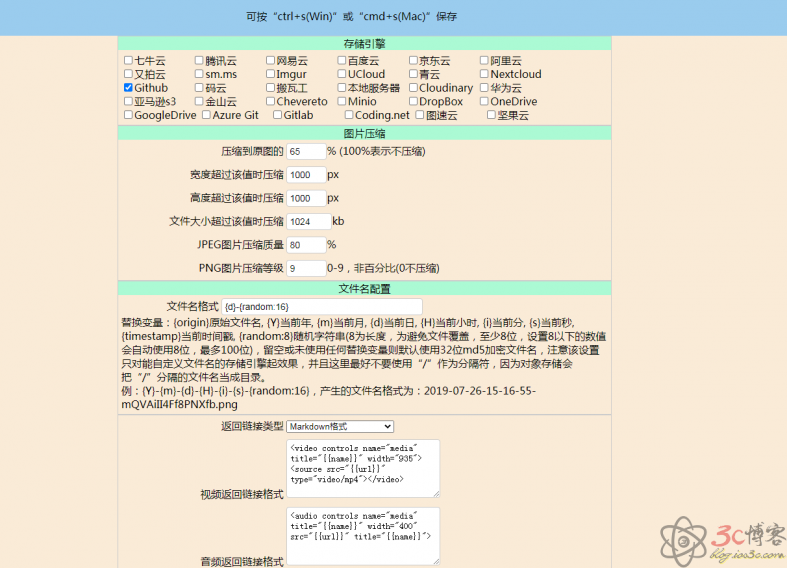 可按“ctrl+s(Win)”或“cmd+s(Mac)”保存
存储引擎
七牛云 腾讯云 网易云 百度云 京东云 阿里云
又拍云 sm.ms Imgur UCloud 青云 Nextcloud
Github 码云 搬瓦工 本地服务器 Cloudinary 华为云
亚马逊s3 金山云 Chevereto Minio DropBox OneDrive
GoogleDrive Azure Git Gitlab Coding.net 图速云 坚果云
图片压缩
压缩到原图的 65 % (100%表示不压缩)
宽度超过该值时压缩 1000 px
高度超过该值时压缩 1000 px
文件大小超过该值时压缩 1024 kb
JPEG图片压缩质量 80 %
PNG图片压缩等级 9 0-9，非百分比(0不压缩)
文件名配置
文件名格式 {d}-{random:16}
替换变量：{origin}原始文件名, {Y}当前年, {m}当前月, {d}当前日, {H}当前小时, {i}当前分, {s}当前秒,
{timestamp}当前时间戳, {random:8}随机字符串(8为长度，为避免文件覆盖，至少8位，设置8以下的数值
会自动使用8位，最多100位)，留空或未使用任何替换变量则默认使用32位md5加密文件名，注意该设置
只对能自定义文件名的存储引擎起效果，并且这里最好不要使用“/”作为分隔符，因为对象存储会
把“/”分隔的文件名当成目录。
例：{Y}-{m}-{d}-{H}-{i}-{s}-{random:16}，产生的文件名格式为：2019-07-26-15-16-55-
mQVAiII4Ff8PNXfb.png
返回链接类型 Markdown格式
<video controls name="media"
title="{{name}}" width="935">
<source src="{{url}}"
type="video/mp4"></video>
视频返回链接格式
<audio controls name="media"
title="{{name}}" width="400"
src="{{url}}" title="{{name}}">
音频返回链接格式
3c博客
blog.ios3c.com